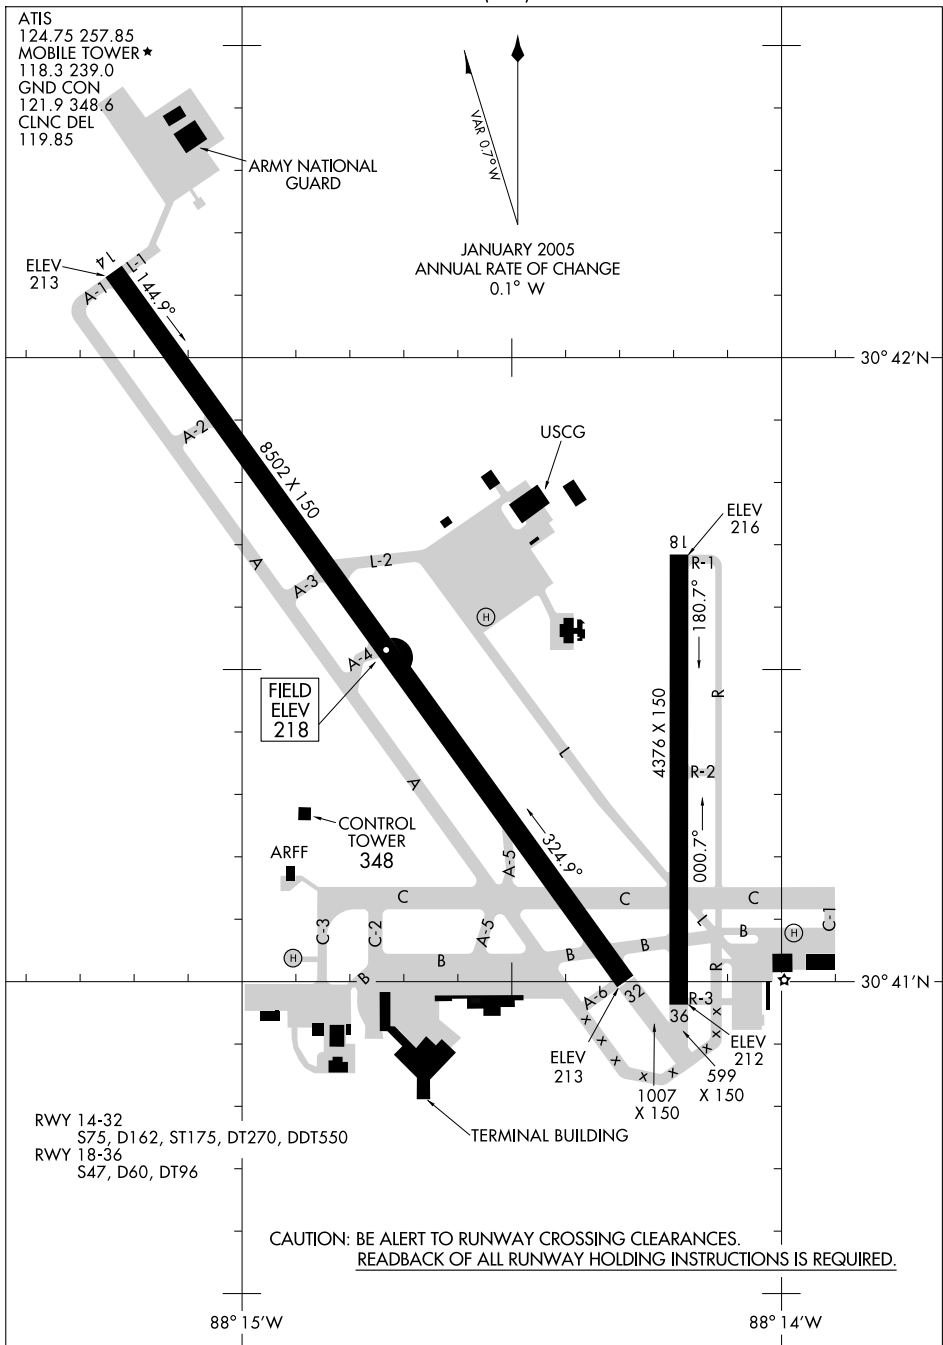 ATIS
124.75 257.85
MOBILE TOWER ★
118.3 239.0
GND CON
121.9 348.6
CLNC DEL
119.85
ARMY NATIONAL
GUARD
VAR 0.7° W
JANUARY 2005
ANNUAL RATE OF CHANGE
0.1° W
ELEV
213
14
L-1
A-1
144.9°
30° 42'N
A-2
8502 X 150
USCG
ELEV
216
18
R-1
A
A-3
L-2
180.7°
H
A-4
FIELD
ELEV
218
R
4376 X 150
L
R-2
A
CONTROL
TOWER
348
ARFF
324.9°
000.7°
A-5
C
C
C
C-1
C-3
C-2
A-5
L
B
H
H
B
B
B
B
B
R
30° 41'N
A-6
32
R-3
36
x
x
x
x
x
x
x
x
ELEV
213
ELEV
212
1007
X 150
599
X 150
RWY 14-32
S75, D162, ST175, DT270, DDT550
RWY 18-36
S47, D60, DT96
TERMINAL BUILDING
CAUTION: BE ALERT TO RUNWAY CROSSING CLEARANCES.
READBACK OF ALL RUNWAY HOLDING INSTRUCTIONS IS REQUIRED.
88° 15'W
88° 14'W